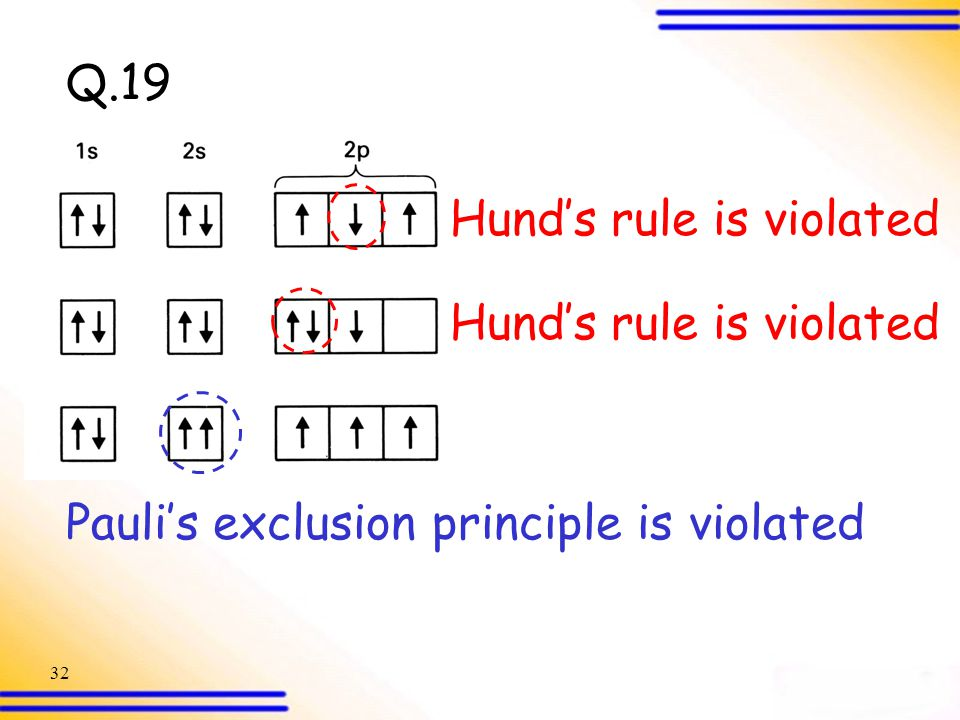 Q.19
1s 2s 2p
Hund’s rule is violated
Hund’s rule is violated
Pauli’s exclusion principle is violated
32